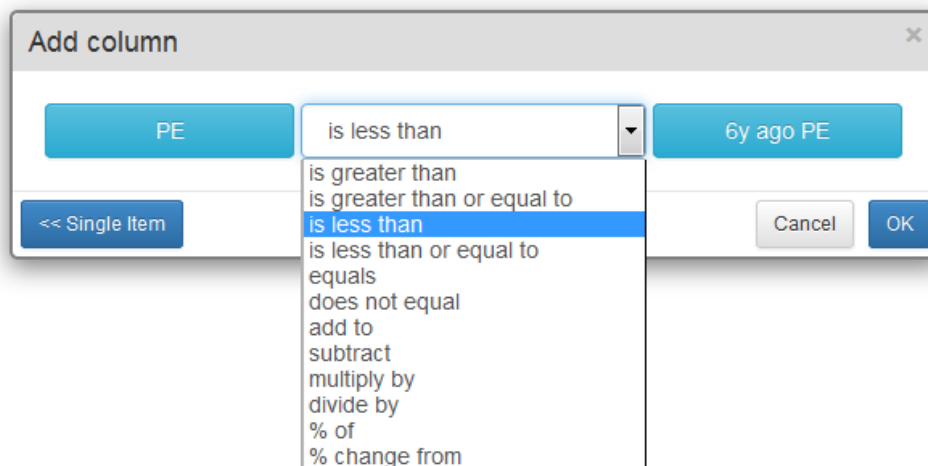 Add column
×
PE is less than 6y ago PE
is greater than
is greater than or equal to
<< Single Item is less than Cancel OK
is less than or equal to
equals
does not equal
add to
subtract
multiply by
divide by
% of
% change from